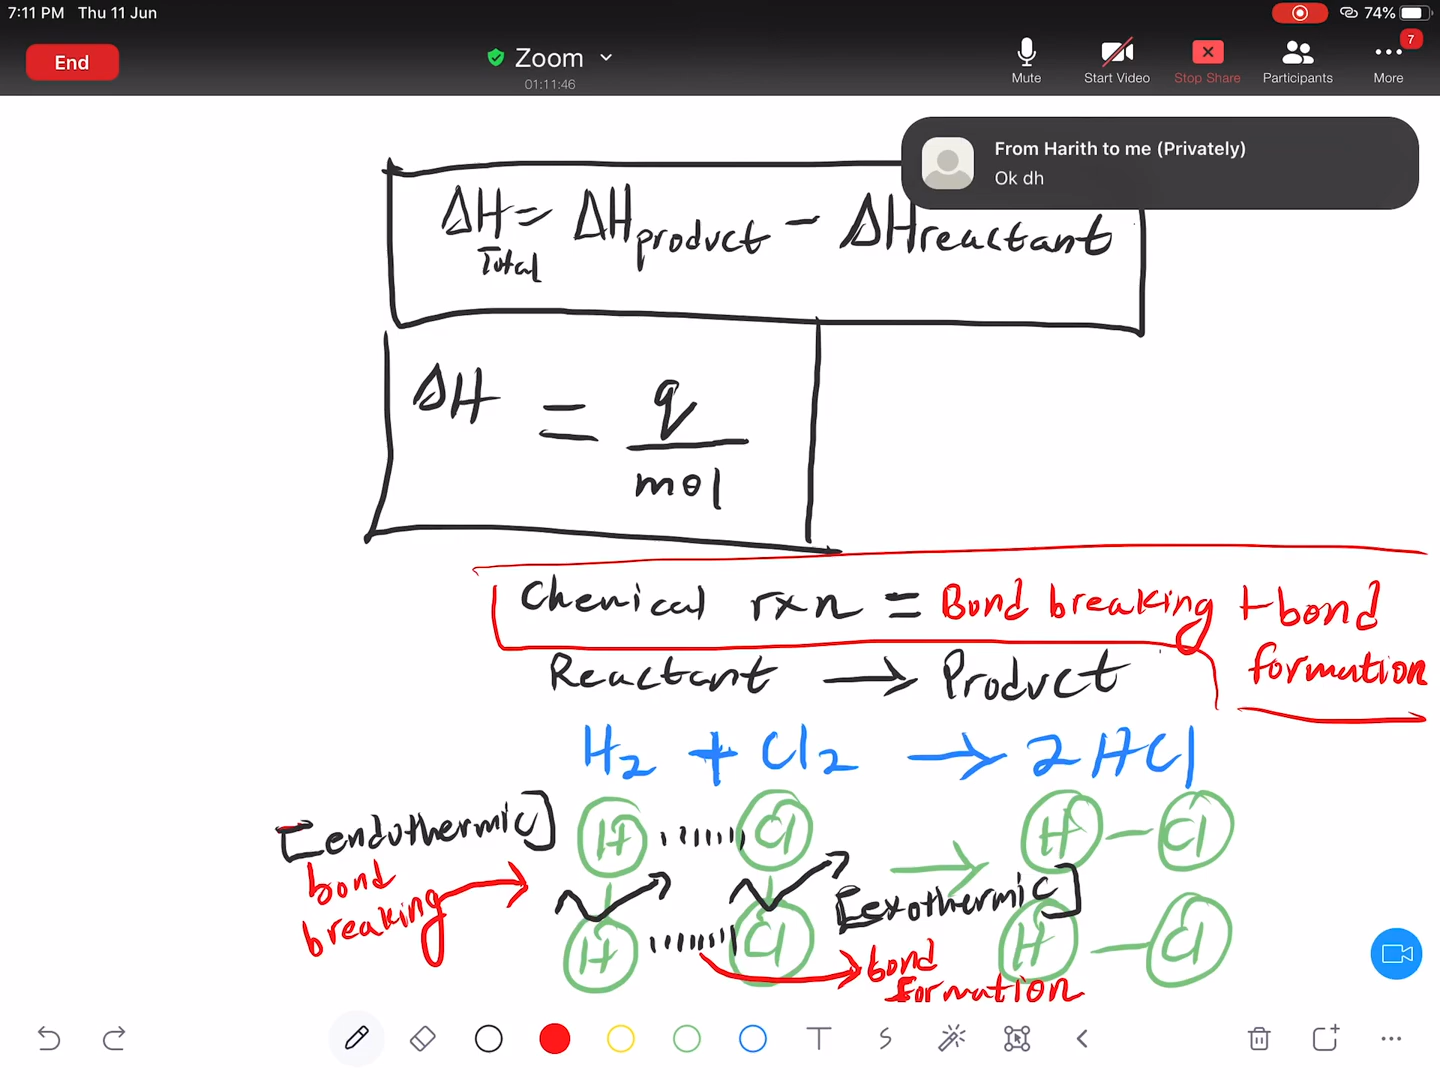 7:11 PM Thu 11 Jun
74%
End
Zoom
01:11:46
Mute
Start Video
Stop Share
Participants
More
7
From Harith to me (Privately)
Ok dh
ΔH = ΔHproduct - ΔHreactant
Total
ΔH = q
mol
Chemical rxn = Bond breaking + bond
formation
Reactant → Product
H2 + Cl2 → 2HCl
[endothermic]
H Cl → H - Cl
bond
breaking
[exothermic]
H Cl H - Cl
bond
formation
T
S